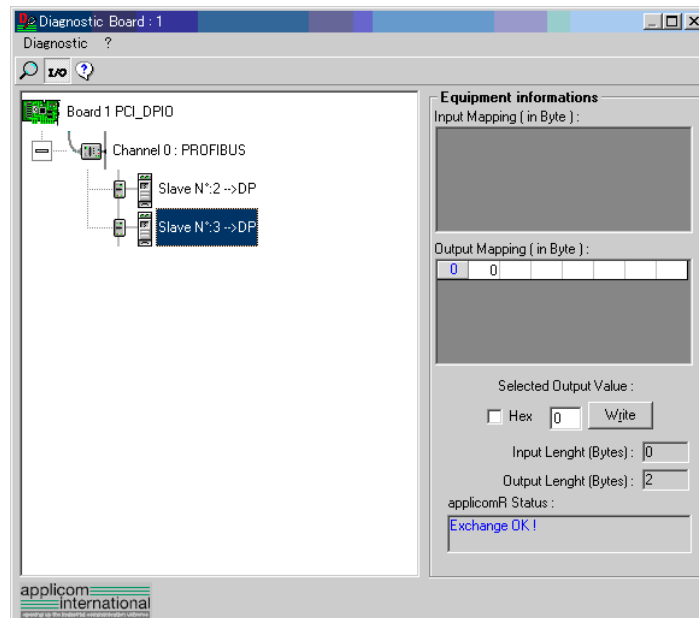 Diagnostic Board : 1
Diagnostic ?
I/O
Board 1 PCI_DPIO
Channel 0 : PROFIBUS
Slave N°:2 -->DP
Slave N°:3 -->DP
Equipment informations
Input Mapping ( in Byte ) :
Output Mapping ( in Byte ) :
0 0
Selected Output Value :
Hex 0 Write
Input Lenght (Bytes) : 0
Output Lenght (Bytes) : 2
applicomR Status :
Exchange OK !
applicom
international